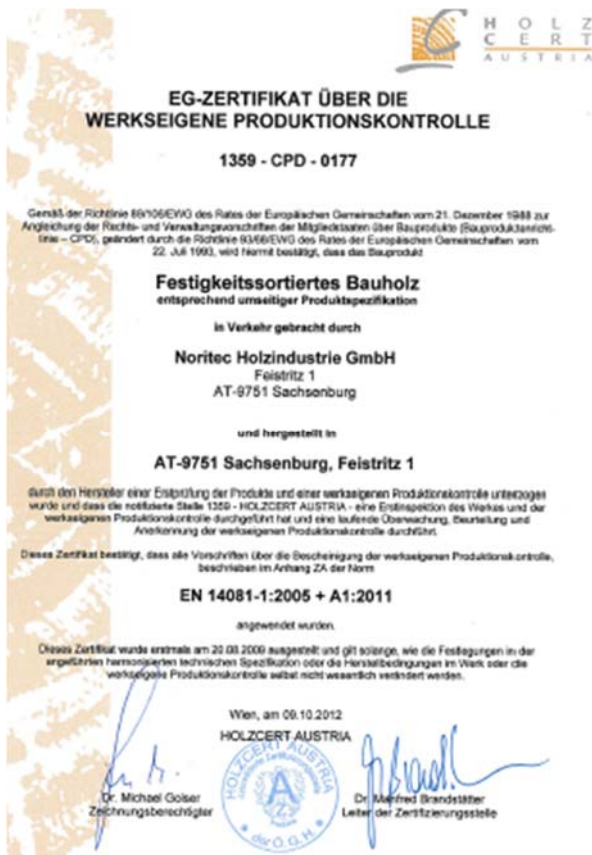 HOLZ
CERT
AUSTRIA
EG-ZERTIFIKAT ÜBER DIE
WERKSEIGENE PRODUKTIONSKONTROLLE
1359 - CPD - 0177
Gemäß der Richtlinie 89/106/EWG des Rates der Europäischen Gemeinschaften vom 21. Dezember 1988 zur
Angleichung der Rechts- und Verwaltungsvorschriften der Mitgliedstaaten über Bauprodukte (Bauproduktenricht-
linie – CPD), geändert durch die Richtlinie 93/68/EWG des Rates der Europäischen Gemeinschaften vom
22. Juli 1993, wird hiermit bestätigt, dass das Bauprodukt
Festigkeitssortiertes Bauholz
entsprechend umseitiger Produktspezifikation
in Verkehr gebracht durch
Noritec Holzindustrie GmbH
Feistritz 1
AT-9751 Sachsenburg
und hergestellt in
AT-9751 Sachsenburg, Feistritz 1
durch den Hersteller einer Erstprüfung der Produkte und einer werkseigenen Produktionskontrolle unterzogen
wurde und dass die notifizierte Stelle 1359 - HOLZCERT AUSTRIA - eine Erstinspektion des Werkes und der
werkseigenen Produktionskontrolle durchgeführt hat und eine laufende Überwachung, Beurteilung und
Anerkennung der werkseigenen Produktionskontrolle durchführt.
Dieses Zertifikat bestätigt, dass alle Vorschriften über die Bescheinigung der werkseigenen Produktionskontrolle,
beschrieben im Anhang ZA der Norm
EN 14081-1:2005 + A1:2011
angewendet wurden.
Dieses Zertifikat wurde erstmals am 20.08.2009 ausgestellt und gilt solange, wie die Festlegungen in der
angeführten harmonisierten technischen Spezifikation oder die Herstellbedingungen im Werk oder die
werkseigene Produktionskontrolle selbst nicht wesentlich verändert werden.
Wien, am 09.10.2012
HOLZCERT AUSTRIA
HOLZCERT AUSTRIA
A
Z
der Ö.G.H.
Dr. Michael Golser
Zeichnungsberechtigter
Dr. Manfred Brandstätter
Leiter der Zertifizierungsstelle